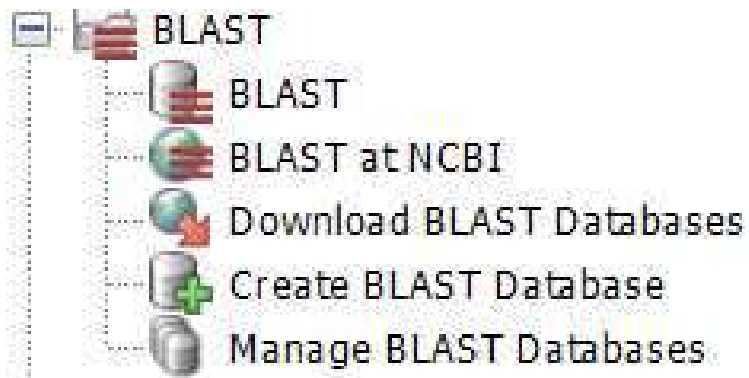 BLAST
BLAST
BLAST at NCBI
Download BLAST Databases
Create BLAST Database
Manage BLAST Databases